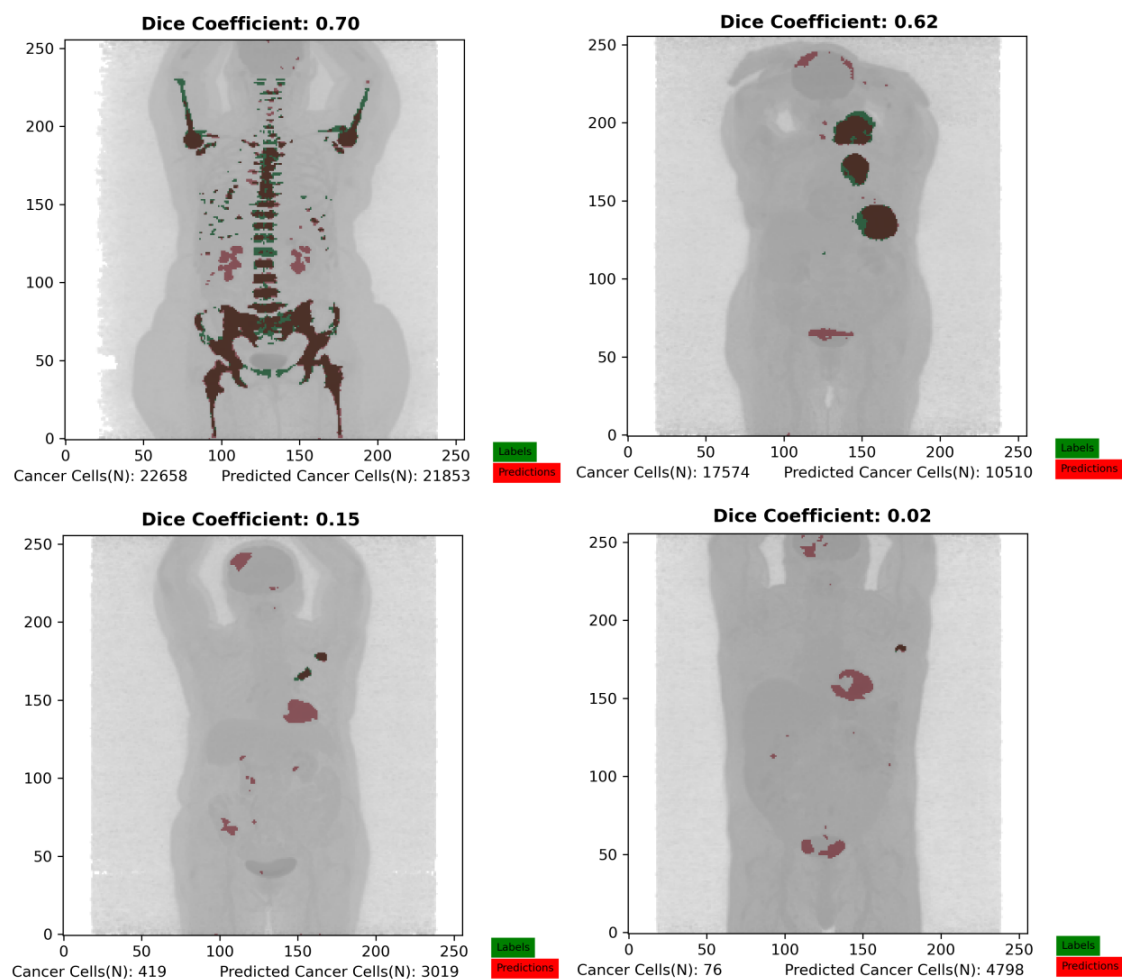 Dice Coefficient: 0.70
250
200
150
100
50
0
0 50 100 150 200 250
Cancer Cells(N): 22658 Predicted Cancer Cells(N): 21853
Labels
Predictions
Dice Coefficient: 0.62
250
200
150
100
50
0
0 50 100 150 200 250
Cancer Cells(N): 17574 Predicted Cancer Cells(N): 10510
Labels
Predictions
Dice Coefficient: 0.15
250
200
150
100
50
0
0 50 100 150 200 250
Cancer Cells(N): 419 Predicted Cancer Cells(N): 3019
Labels
Predictions
Dice Coefficient: 0.02
250
200
150
100
50
0
0 50 100 150 200 250
Cancer Cells(N): 76 Predicted Cancer Cells(N): 4798
Labels
Predictions